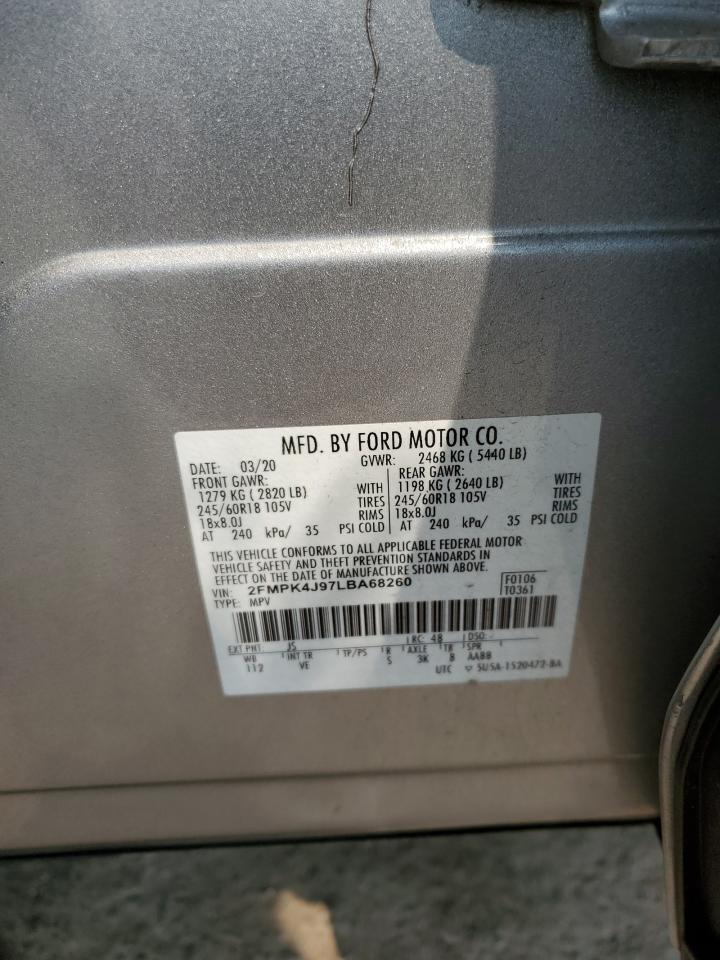 MFD. BY FORD MOTOR CO.
DATE: 03/20 GVWR: 2468 KG ( 5440 LB)
FRONT GAWR: REAR GAWR:
1279 KG ( 2820 LB) WITH 1198 KG ( 2640 LB) WITH
245/60R18 105V TIRES 245/60R18 105V TIRES
18x8.0J RIMS 18x8.0J RIMS
AT 240 kPa/ 35 PSI COLD AT 240 kPa/ 35 PSI COLD
THIS VEHICLE CONFORMS TO ALL APPLICABLE FEDERAL MOTOR
VEHICLE SAFETY AND THEFT PREVENTION STANDARDS IN
EFFECT ON THE DATE OF MANUFACTURE SHOWN ABOVE.
VIN: 2FMPK4J97LBA68260 F0106
TYPE: MPV T0361
EXT PNT: JS RC: 48 DSO:
WB INT TR TP/PS R AXLE TR SPR
112 VE S 3K 8 AABB
UTC 5U5A-1520472-BA